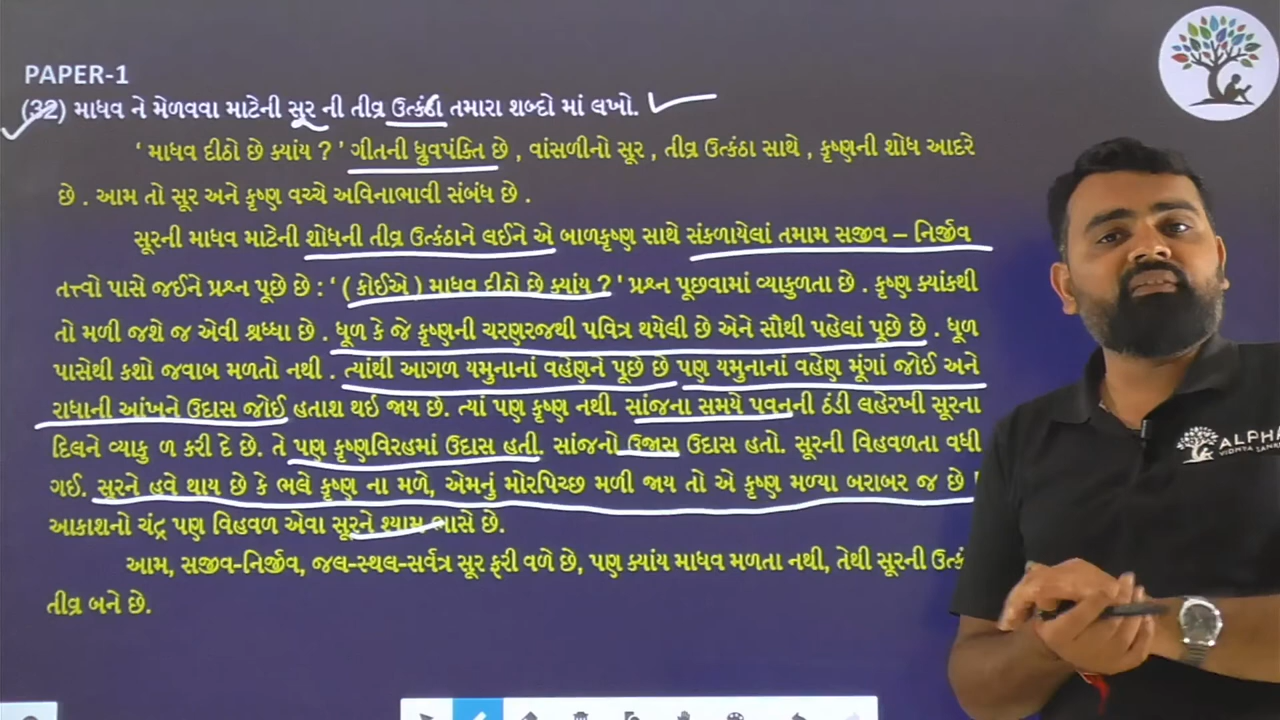 PAPER-1
(32) માધવ ને મેળવવા માટેની સૂર ની તીવ્ર ઉત્કંઠા તમારા શબ્દો માં લખો.
' માધવ દીઠો છે ક્યાંય ? ' ગીતની ધ્રુવપંક્તિ છે , વાંસળીનો સૂર , તીવ્ર ઉત્કંઠા સાથે , કૃષ્ણની શોધ આદરે
છે . આમ તો સૂર અને કૃષ્ણ વચ્ચે અવિનાભાવી સંબંધ છે .
સૂરની માધવ માટેની શોધની તીવ્ર ઉત્કંઠાને લઈને એ બાળકૃષ્ણ સાથે સંકળાયેલાં તમામ સજીવ – નિર્જીવ
તત્ત્વો પાસે જઈને પ્રશ્ન પૂછે છે : ' ( કોઈએ ) માધવ દીઠો છે ક્યાંય ? ' પ્રશ્ન પૂછવામાં વ્યાકુળતા છે . કૃષ્ણ ક્યાંકથી
તો મળી જશે જ એવી શ્રધ્ધા છે . ધૂળ કે જે કૃષ્ણની ચરણરજથી પવિત્ર થયેલી છે એને સૌથી પહેલાં પૂછે છે . ધૂળ
પાસેથી કશો જવાબ મળતો નથી . ત્યાંથી આગળ યમુનાનાં વહેણને પૂછે છે પણ યમુનાનાં વહેણ મૂંગાં જોઈ અને
રાધાની આંખને ઉદાસ જોઈ હતાશ થઇ જાય છે. ત્યાં પણ કૃષ્ણ નથી. સાંજના સમયે પવનની ઠંડી લહેરખી સૂરના
દિલને વ્યાકુ ળ કરી દે છે. તે પણ કૃષ્ણવિરહમાં ઉદાસ હતી. સાંજનો ઉજાસ ઉદાસ હતો. સૂરની વિહવળતા વધી
ગઈ. સૂરને હવે થાય છે કે ભલે કૃષ્ણ ના મળે, એમનું મોરપિચ્છ મળી જાય તો એ કૃષ્ણ મળ્યા બરાબર જ છે !
આકાશનો ચંદ્ર પણ વિહવળ એવા સૂરને શ્યામ ભાસે છે.
આમ, સજીવ-નિર્જીવ, જલ-સ્થલ-સર્વત્ર સૂર ફરી વળે છે, પણ ક્યાંય માધવ મળતા નથી, તેથી સૂરની
તીવ્ર બને છે.
ALPHA
VIDHYA